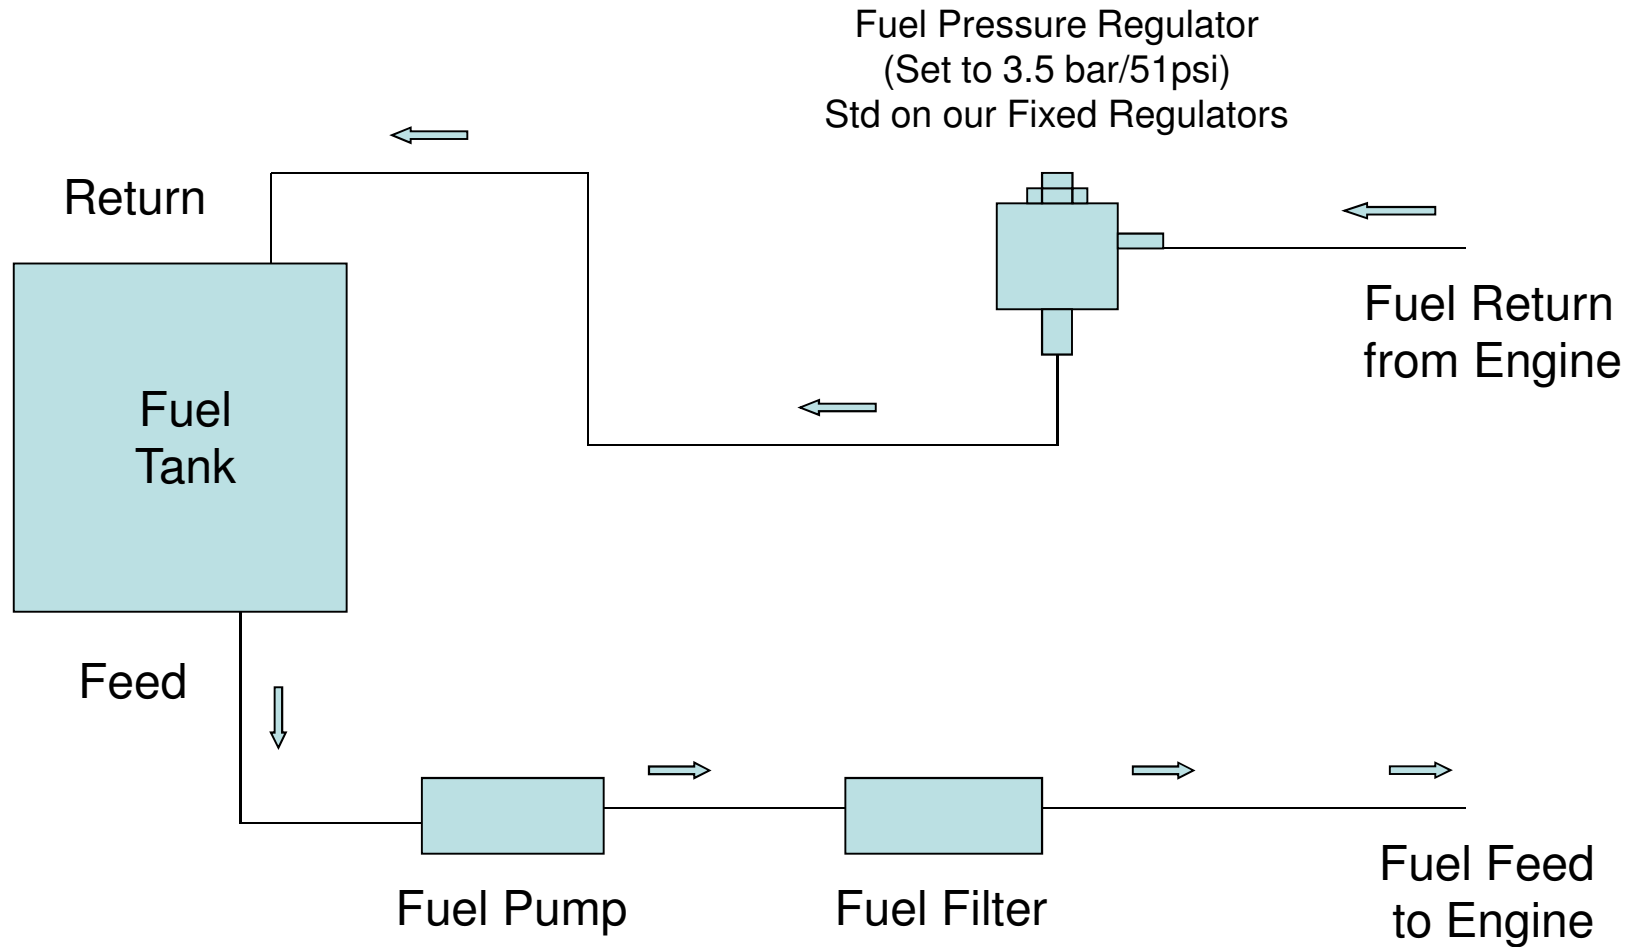 Fuel Pressure Regulator
(Set to 3.5 bar/51psi)
Std on our Fixed Regulators
Return
Fuel Return
from Engine
Fuel
Tank
Feed
Fuel Pump
Fuel Filter
Fuel Feed
to Engine